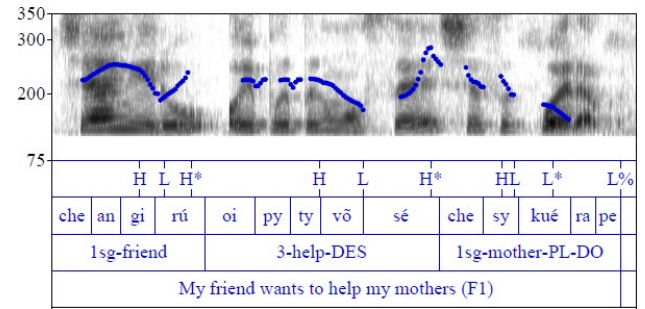 350
300
200
75
H L H* H L H* HL L* L%
che an gi rú oi py ty võ sé che sy kué ra pe
1sg-friend 3-help-DES 1sg-mother-PL-DO
My friend wants to help my mothers (F1)